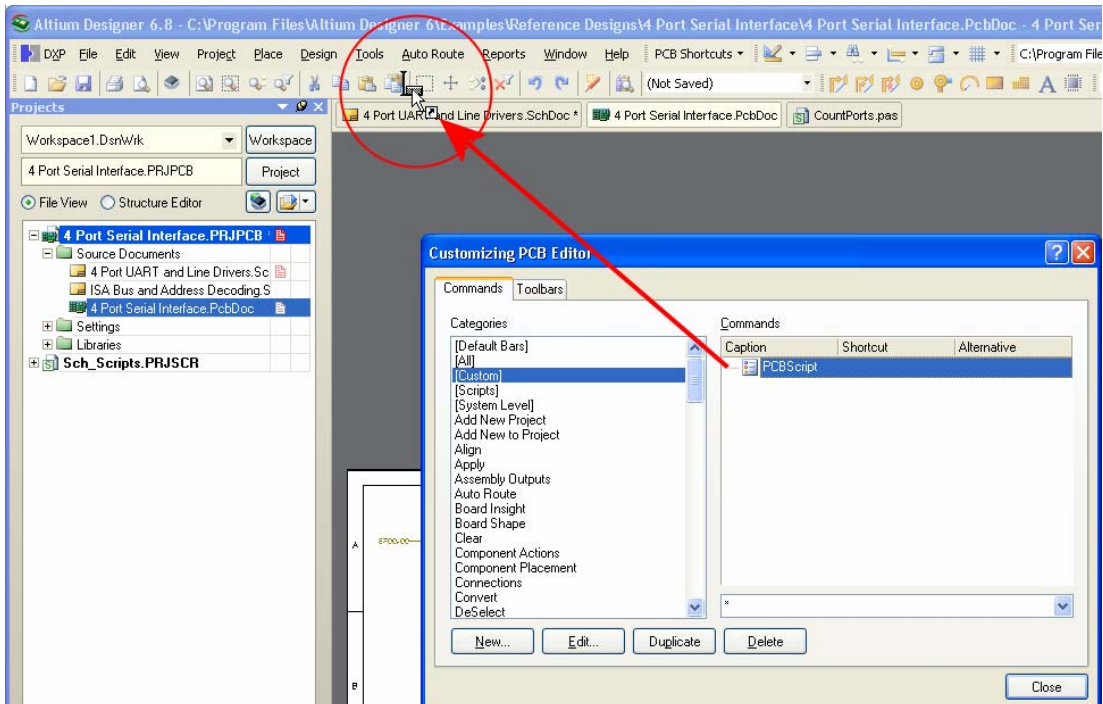 Altium Designer 6.8 - C:\Program Files\Altium Designer 6\Examples\Reference Designs\4 Port Serial Interface\4 Port Serial Interface.PcbDoc - 4 Port Ser
DXP File Edit View Project Place Design Tools Auto Route Reports Window Help PCB Shortcuts C:\Program File
(Not Saved)
Projects
4 Port UART and Line Drivers.SchDoc * 4 Port Serial Interface.PcbDoc CountPorts.pas
Workspace1.DsnWrk Workspace
4 Port Serial Interface.PRJPCB Project
File View Structure Editor
4 Port Serial Interface.PRJPCB
Source Documents
4 Port UART and Line Drivers.Sc
ISA Bus and Address Decoding.S
4 Port Serial Interface.PcbDoc
Settings
Libraries
Sch_Scripts.PRJSCR
Customizing PCB Editor
Commands Toolbars
Categories
[Default Bars]
[All]
[Custom]
[Scripts]
[System Level]
Add New Project
Add New to Project
Align
Apply
Assembly Outputs
Auto Route
Board Insight
Board Shape
Clear
Component Actions
Component Placement
Connections
Convert
DeSelect
Commands
Caption Shortcut Alternative
PCBScript
*
New... Edit... Duplicate Delete
Close
A
B